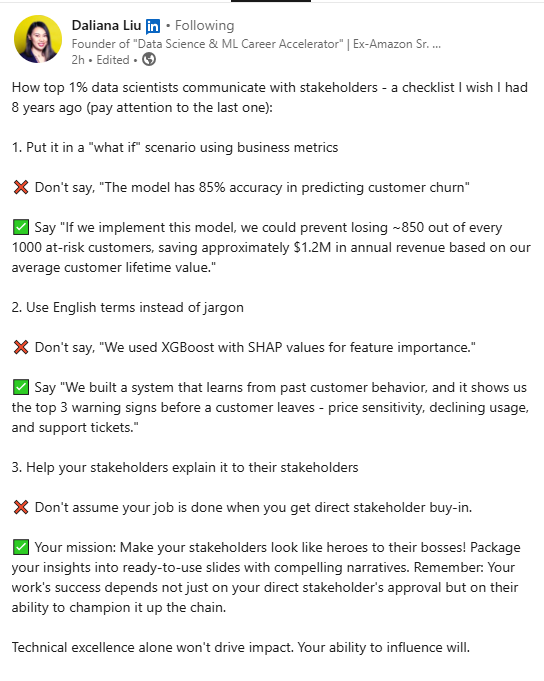 Daliana Liu in • Following
Founder of "Data Science & ML Career Accelerator" | Ex-Amazon Sr. ...
2h • Edited •
How top 1% data scientists communicate with stakeholders - a checklist I wish I had
8 years ago (pay attention to the last one):
1. Put it in a "what if" scenario using business metrics
❌ Don't say, "The model has 85% accuracy in predicting customer churn"
✅ Say "If we implement this model, we could prevent losing ~850 out of every
1000 at-risk customers, saving approximately $1.2M in annual revenue based on our
average customer lifetime value."
2. Use English terms instead of jargon
❌ Don't say, "We used XGBoost with SHAP values for feature importance."
✅ Say "We built a system that learns from past customer behavior, and it shows us
the top 3 warning signs before a customer leaves - price sensitivity, declining usage,
and support tickets."
3. Help your stakeholders explain it to their stakeholders
❌ Don't assume your job is done when you get direct stakeholder buy-in.
✅ Your mission: Make your stakeholders look like heroes to their bosses! Package
your insights into ready-to-use slides with compelling narratives. Remember: Your
work's success depends not just on your direct stakeholder's approval but on their
ability to champion it up the chain.
Technical excellence alone won't drive impact. Your ability to influence will.